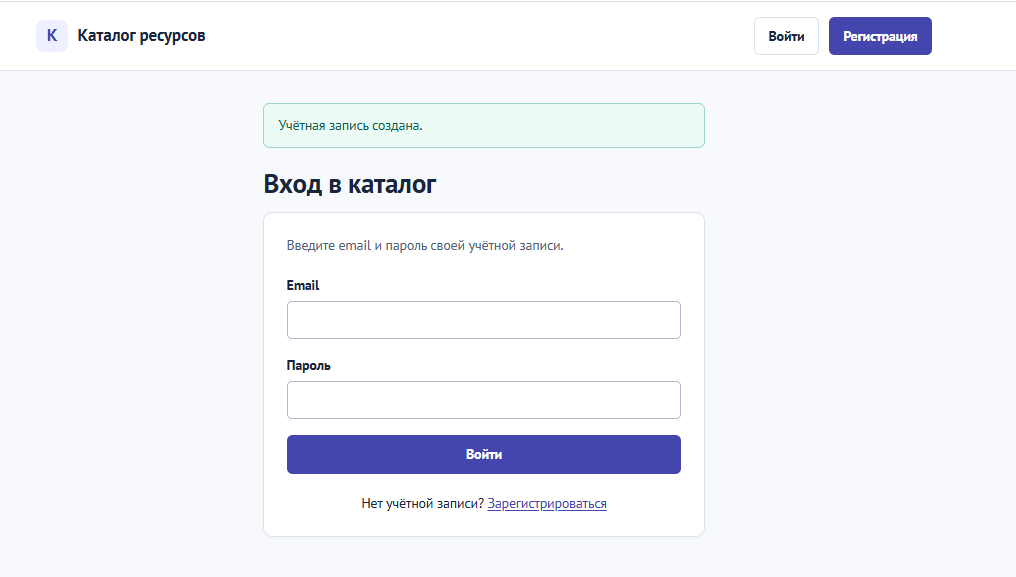 К Каталог ресурсов Войти Регистрация
Учётная запись создана.
Вход в каталог
Введите email и пароль своей учётной записи.
Email
Пароль
Войти
Нет учётной записи? Зарегистрироваться